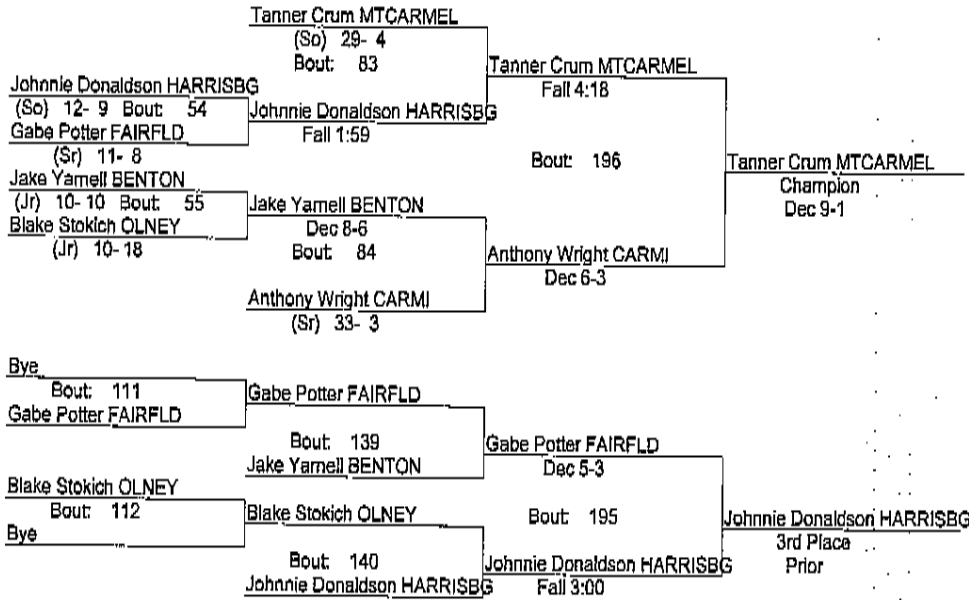 Tanner Crum MTCARMEL
(So) 29- 4
Bout: 83
Tanner Crum MTCARMEL
Fall 4:18
Johnnie Donaldson HARRISBG
(So) 12- 9 Bout: 54
Johnnie Donaldson HARRISBG
Fall 1:59
Gabe Potter FAIRFLD
(Sr) 11- 8
Bout: 196
Tanner Crum MTCARMEL
Champion
Dec 9-1
Jake Yarnell BENTON
(Jr) 10- 10 Bout: 55
Jake Yarnell BENTON
Dec 8-6
Bout: 84
Blake Stokich OLNEY
(Jr) 10- 18
Anthony Wright CARMI
Dec 6-3
Anthony Wright CARMI
(Sr) 33- 3
Bye
Bout: 111
Gabe Potter FAIRFLD
Gabe Potter FAIRFLD
Bout: 139
Gabe Potter FAIRFLD
Dec 5-3
Jake Yarnell BENTON
Blake Stokich OLNEY
Bout: 112
Blake Stokich OLNEY
Bout: 195
Johnnie Donaldson HARRISBG
3rd Place
Prior
Bye
Bout: 140
Johnnie Donaldson HARRISBG
Fall 3:00
Johnnie Donaldson HARRISBG